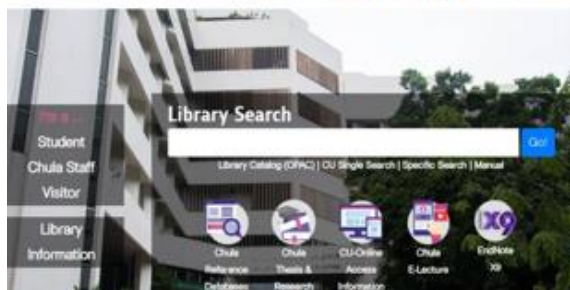 I'm a ...
Student
Chula Staff
Visitor
Library
Information
Library Search
Go!
Library Catalog (OPAC) | CU Single Search | Specific Search | Manual
Chula
Reference
Databases
Chula
Thesis &
Research
CU-Online
Access
Information
Chula
E-Lecture
X9
EndNote
X9